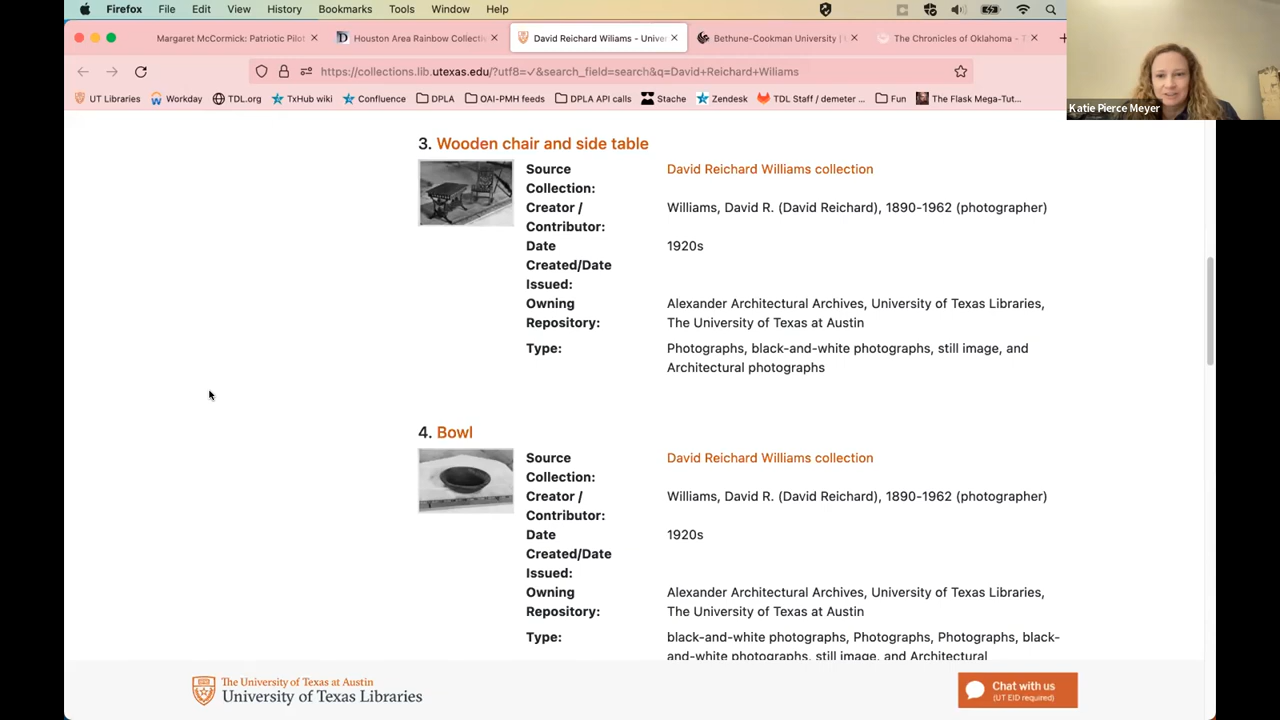 Firefox File Edit View History Bookmarks Tools Window Help
Margaret McCormick: Patriotic Pilot
Houston Area Rainbow Collecti
David Reichard Wiliams - Univer
Bethune-Cookman University | U
The Chronicles of Oklahoma - T
https://collections.lib.utexas.edu/?utf8=✓&search_field=search&q=David+Reichard+Wiliams
UT Libraries Workday TDL.org TxHub wiki Confluence DPLA OAI-PMH feeds DPLA API calls Stache Zendesk TDL Staff / demeter ... Fun The Flask Mega-Tut...
Katie Pierce Meyer
3. Wooden chair and side table
Source Collection: David Reichard Williams collection
Creator / Contributor: Williams, David R. (David Reichard), 1890-1962 (photographer)
Date Created/Date Issued: 1920s
Owning Repository: Alexander Architectural Archives, University of Texas Libraries,
The University of Texas at Austin
Type: Photographs, black-and-white photographs, still image, and
Architectural photographs
4. Bowl
Source Collection: David Reichard Williams collection
Creator / Contributor: Williams, David R. (David Reichard), 1890-1962 (photographer)
Date Created/Date Issued: 1920s
Owning Repository: Alexander Architectural Archives, University of Texas Libraries,
The University of Texas at Austin
Type: black-and-white photographs, Photographs, Photographs, black-
and-white photographs, still image, and Architectural
The University of Texas at Austin
University of Texas Libraries
Chat with us
(UT EID required)